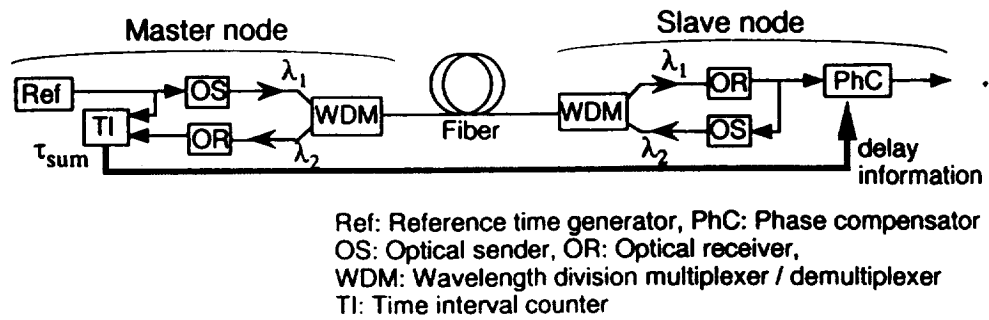 Master node
Slave node
Ref
OS
λ1
WDM
Fiber
WDM
λ1
OR
PhC
TI
OR
λ2
λ2
OS
τsum
delay
information
Ref: Reference time generator, PhC: Phase compensator
OS: Optical sender, OR: Optical receiver,
WDM: Wavelength division multiplexer / demultiplexer
TI: Time interval counter